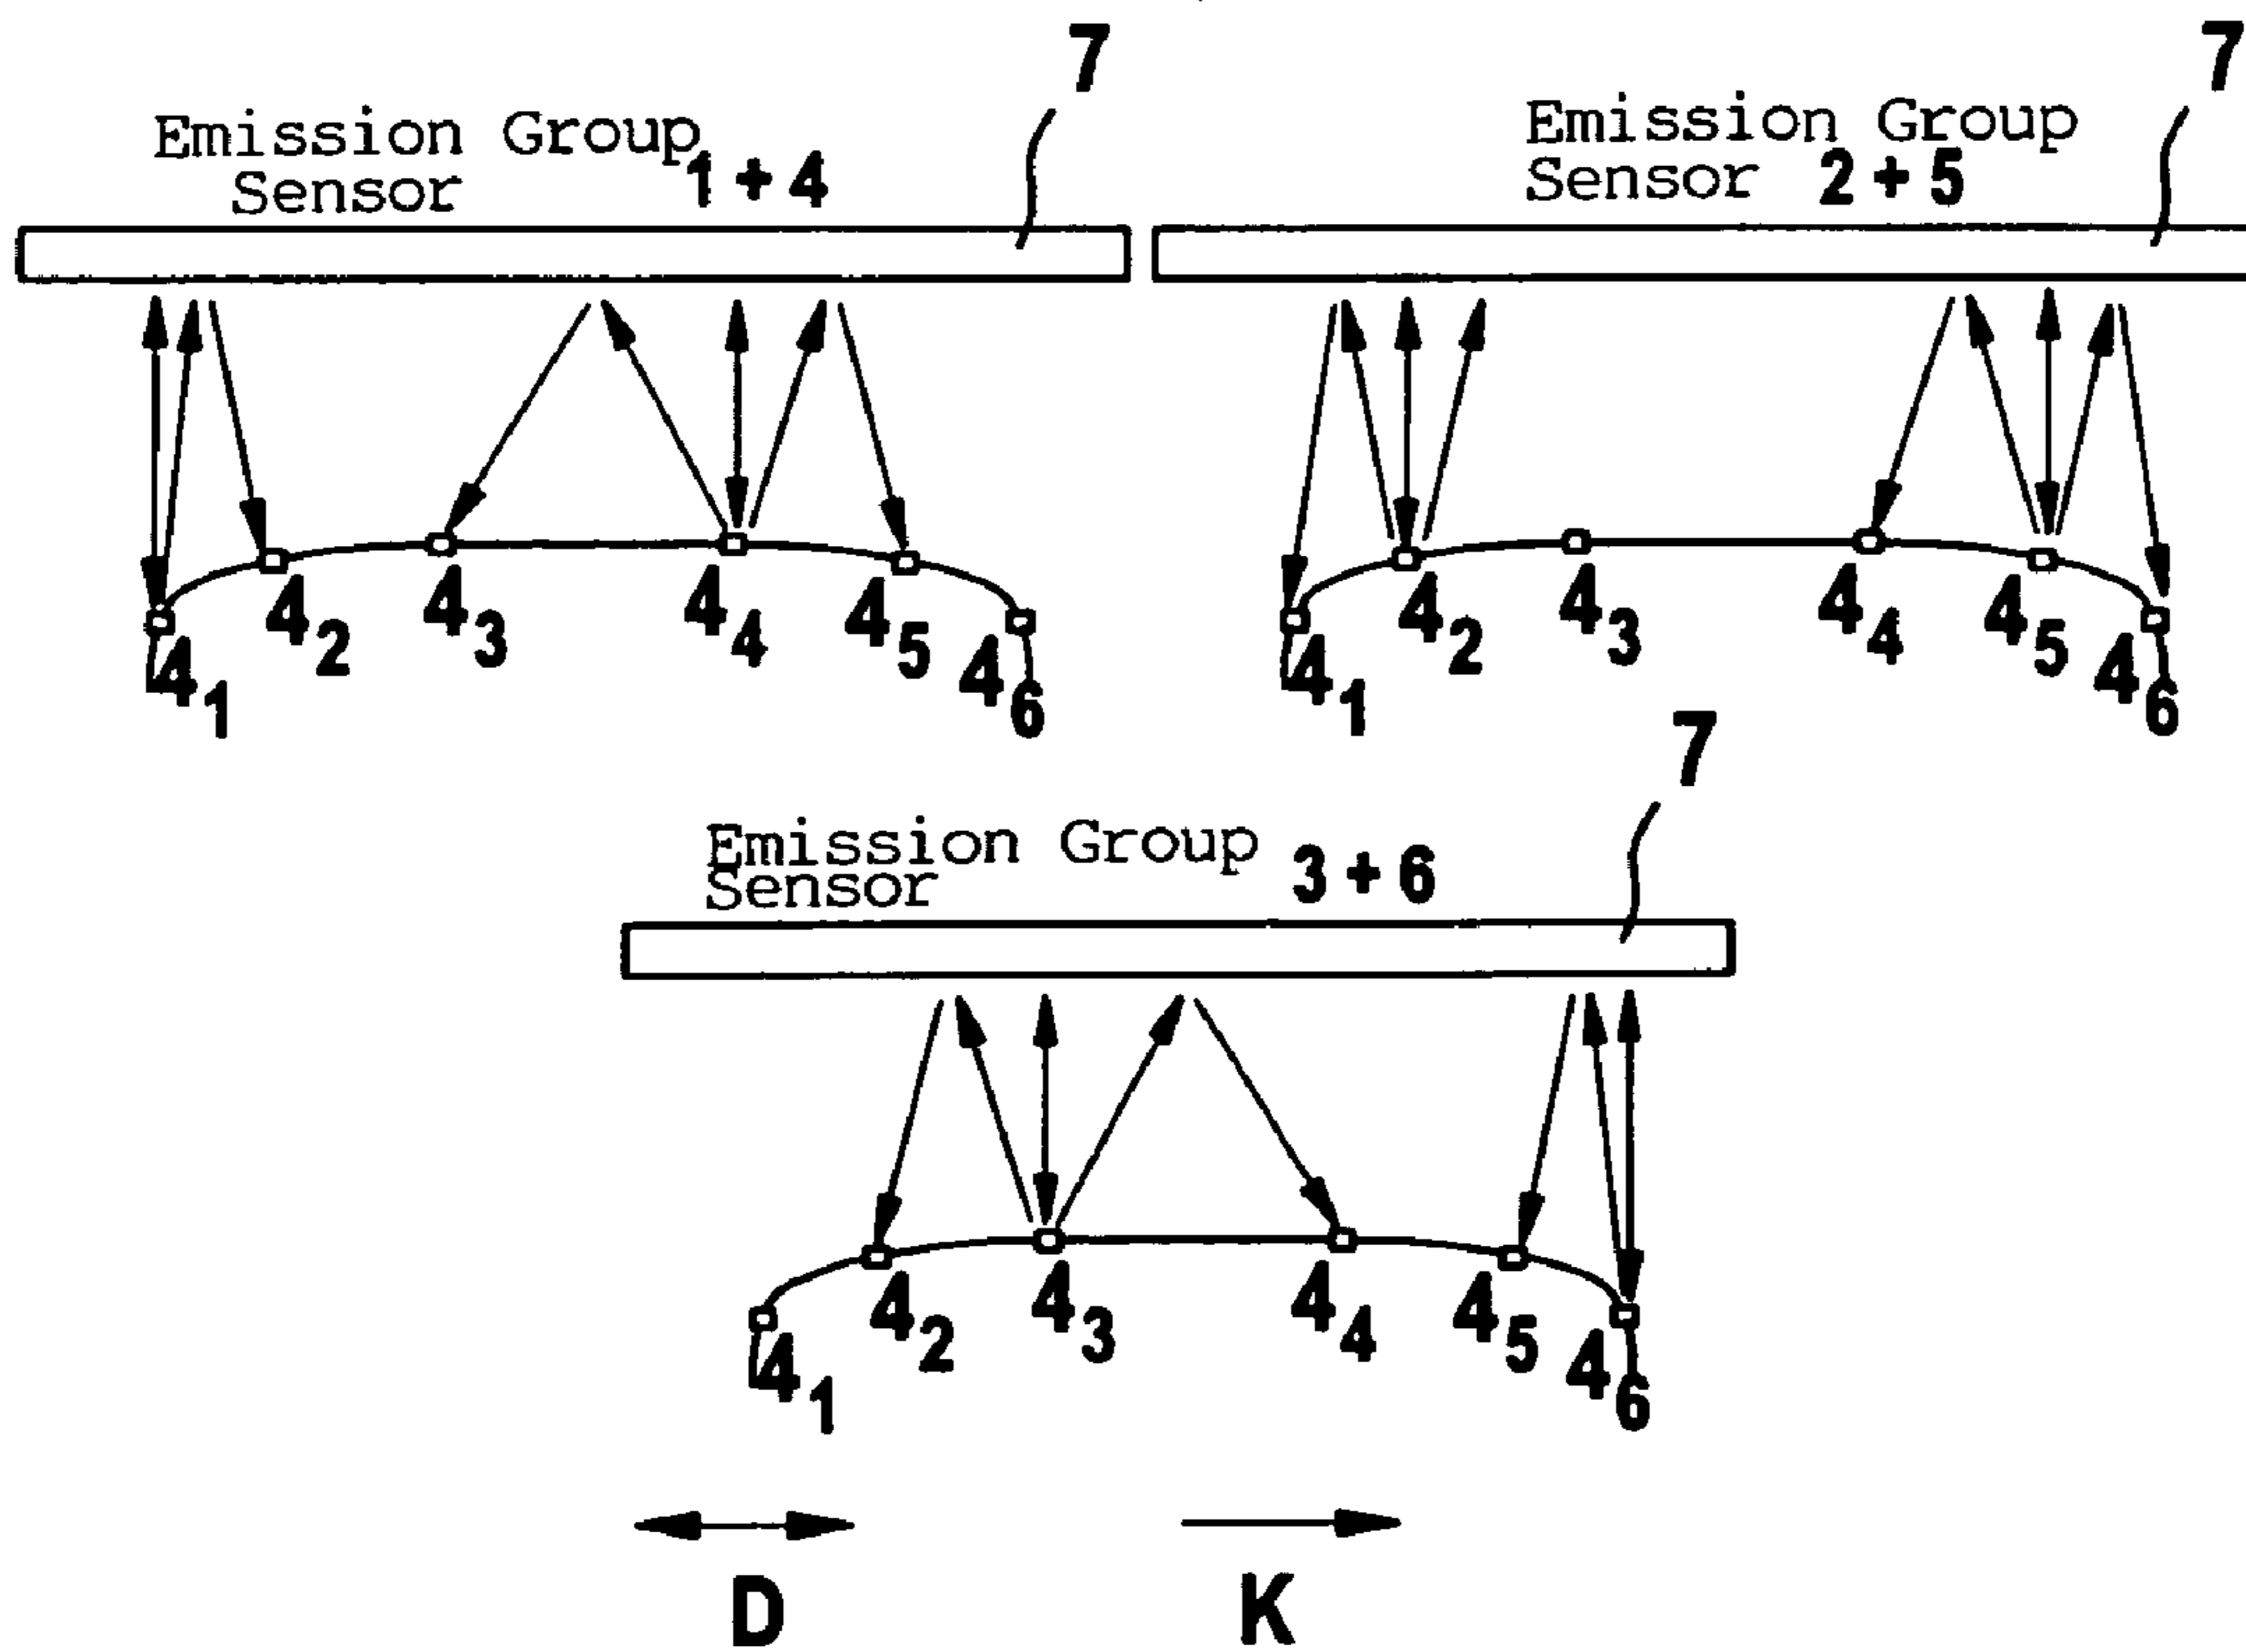 7
7
Emission Group
Sensor 1 + 4
Emission Group
Sensor 2 + 5
4₁ 4₂ 4₃ 4₄ 4₅ 4₆
4₁ 4₂ 4₃ 4₄ 4₅ 4₆
7
Emission Group
Sensor 3 + 6
4₁ 4₂ 4₃ 4₄ 4₅ 4₆
D K